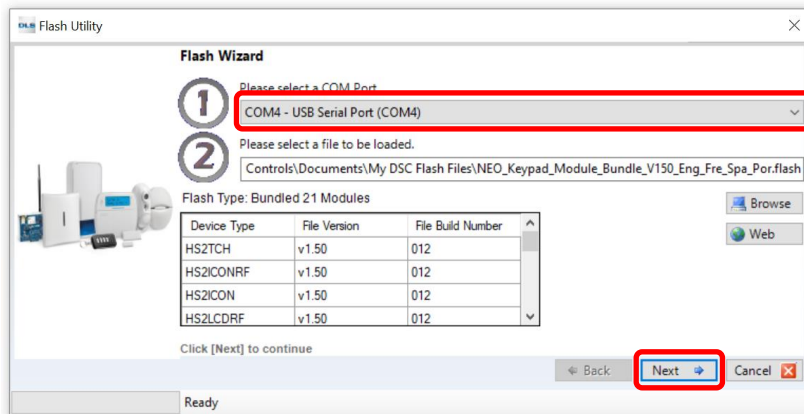 DLS Flash Utility
Flash Wizard
1
Please select a COM Port
COM4 - USB Serial Port (COM4)
2
Please select a file to be loaded.
Controls\Documents\My DSC Flash Files\NEO_Keypad_Module_Bundle_V150_Eng_Fre_Spa_Por.flash
Flash Type: Bundled 21 Modules
Browse
Web
Device Type File Version File Build Number
HS2TCH v1.50 012
HS2ICONRF v1.50 012
HS2ICON v1.50 012
HS2LCDRF v1.50 012
Click [Next] to continue
Back Next Cancel
Ready